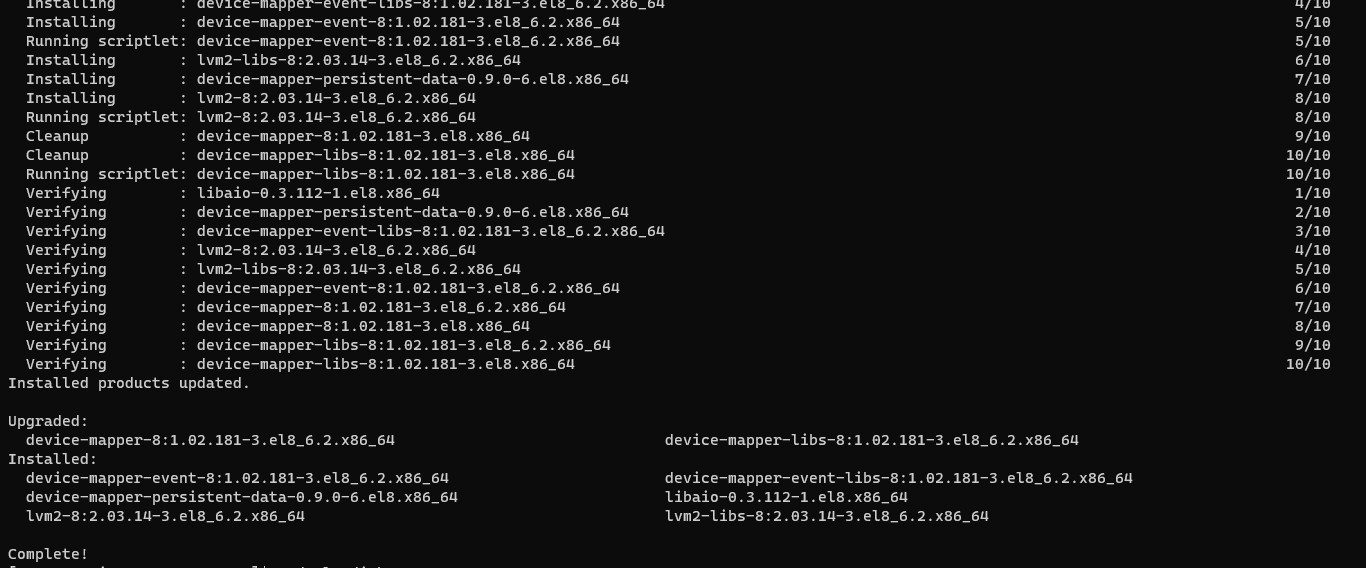 Installing : device-mapper-event-libs-8:1.02.181-3.el8_6.2.x86_64 4/10
Installing : device-mapper-event-8:1.02.181-3.el8_6.2.x86_64 5/10
Running scriptlet: device-mapper-event-8:1.02.181-3.el8_6.2.x86_64 5/10
Installing : lvm2-libs-8:2.03.14-3.el8_6.2.x86_64 6/10
Installing : device-mapper-persistent-data-0.9.0-6.el8.x86_64 7/10
Installing : lvm2-8:2.03.14-3.el8_6.2.x86_64 8/10
Running scriptlet: lvm2-8:2.03.14-3.el8_6.2.x86_64 8/10
Cleanup : device-mapper-8:1.02.181-3.el8.x86_64 9/10
Cleanup : device-mapper-libs-8:1.02.181-3.el8.x86_64 10/10
Running scriptlet: device-mapper-libs-8:1.02.181-3.el8.x86_64 10/10
Verifying : libaio-0.3.112-1.el8.x86_64 1/10
Verifying : device-mapper-persistent-data-0.9.0-6.el8.x86_64 2/10
Verifying : device-mapper-event-libs-8:1.02.181-3.el8_6.2.x86_64 3/10
Verifying : lvm2-8:2.03.14-3.el8_6.2.x86_64 4/10
Verifying : lvm2-libs-8:2.03.14-3.el8_6.2.x86_64 5/10
Verifying : device-mapper-event-8:1.02.181-3.el8_6.2.x86_64 6/10
Verifying : device-mapper-8:1.02.181-3.el8_6.2.x86_64 7/10
Verifying : device-mapper-8:1.02.181-3.el8.x86_64 8/10
Verifying : device-mapper-libs-8:1.02.181-3.el8_6.2.x86_64 9/10
Verifying : device-mapper-libs-8:1.02.181-3.el8.x86_64 10/10
Installed products updated.
Upgraded:
device-mapper-8:1.02.181-3.el8_6.2.x86_64 device-mapper-libs-8:1.02.181-3.el8_6.2.x86_64
Installed:
device-mapper-event-8:1.02.181-3.el8_6.2.x86_64 device-mapper-event-libs-8:1.02.181-3.el8_6.2.x86_64
device-mapper-persistent-data-0.9.0-6.el8.x86_64 libaio-0.3.112-1.el8.x86_64
lvm2-8:2.03.14-3.el8_6.2.x86_64 lvm2-libs-8:2.03.14-3.el8_6.2.x86_64
Complete!